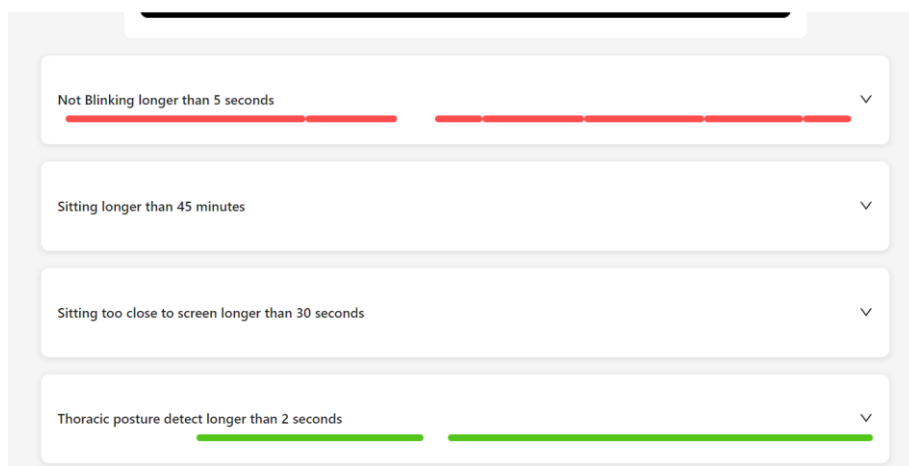 Not Blinking longer than 5 seconds
Sitting longer than 45 minutes
Sitting too close to screen longer than 30 seconds
Thoracic posture detect longer than 2 seconds